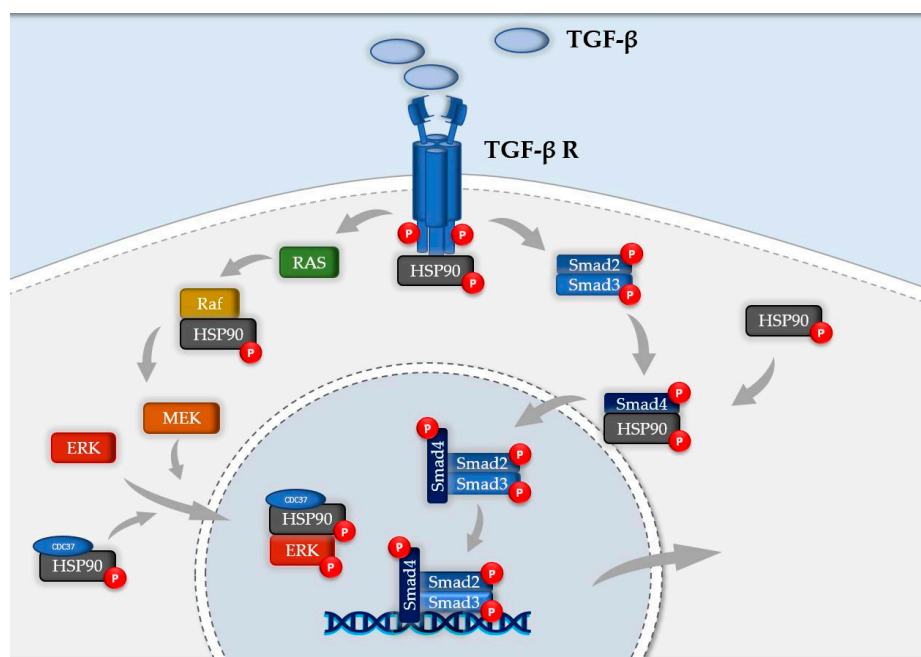 TGF-β
TGF-β R
P
P
RAS
HSP90
P
Smad2
P
Smad3
P
Raf
HSP90
P
HSP90
P
MEK
ERK
Smad4
P
HSP90
P
P
Smad4
Smad2
P
Smad3
P
CDC37
HSP90
P
ERK
P
CDC37
HSP90
P
P
Smad4
Smad2
P
Smad3
P